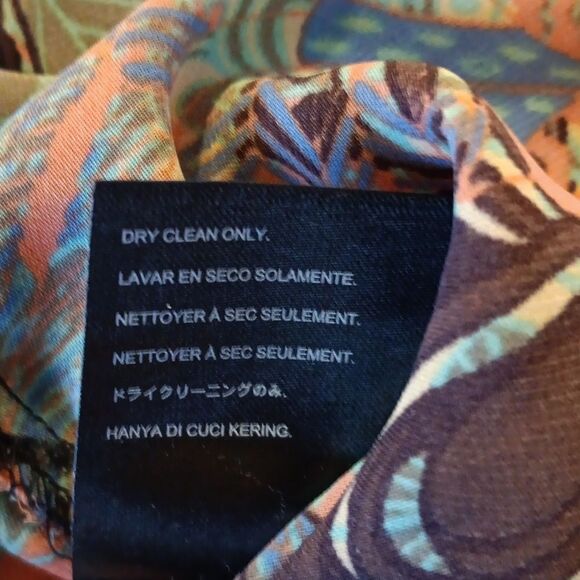 DRY CLEAN ONLY.
LAVAR EN SECO SOLAMENTE.
NETTOYER À SEC SEULEMENT.
NETTOYER À SEC SEULEMENT.
ドライクリーニングのみ.
HANYA DI CUCI KERING.